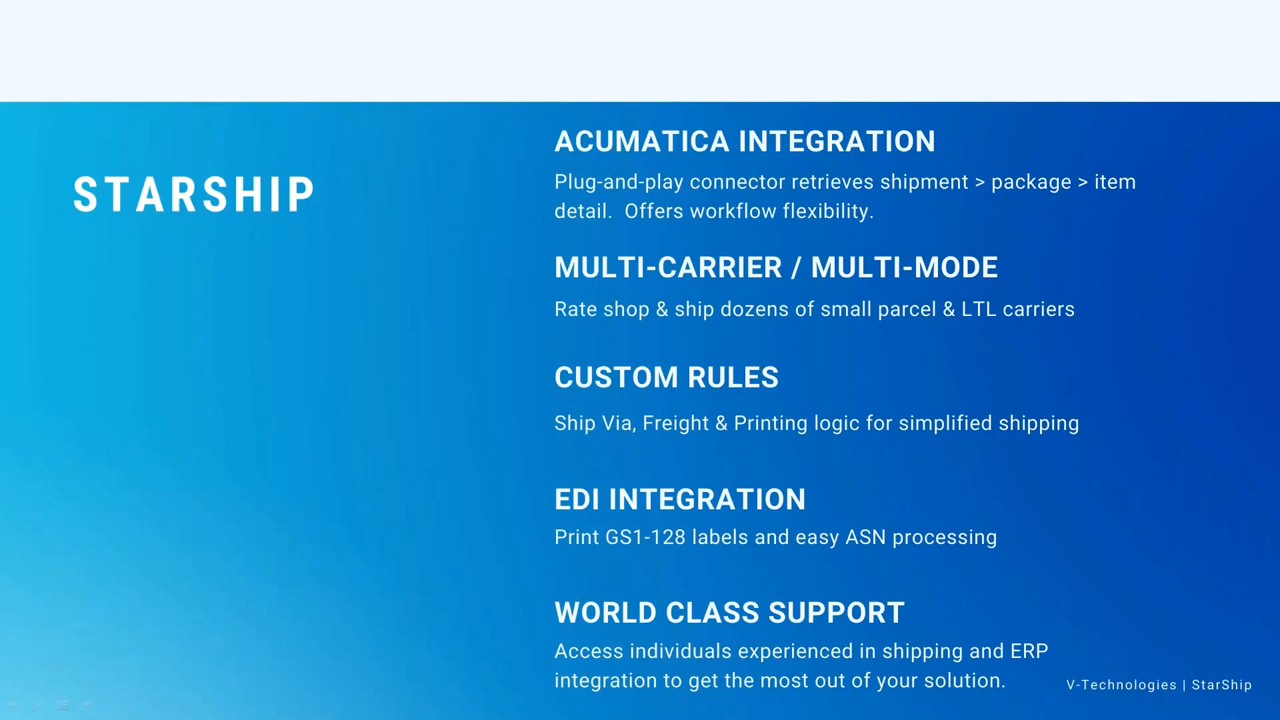 STARSHIP
ACUMATICA INTEGRATION
Plug-and-play connector retrieves shipment > package > item
detail.  Offers workflow flexibility.
MULTI-CARRIER / MULTI-MODE
Rate shop & ship dozens of small parcel & LTL carriers
CUSTOM RULES
Ship Via, Freight & Printing logic for simplified shipping
EDI INTEGRATION
Print GS1-128 labels and easy ASN processing
WORLD CLASS SUPPORT
Access individuals experienced in shipping and ERP
integration to get the most out of your solution.
V-Technologies | StarShip